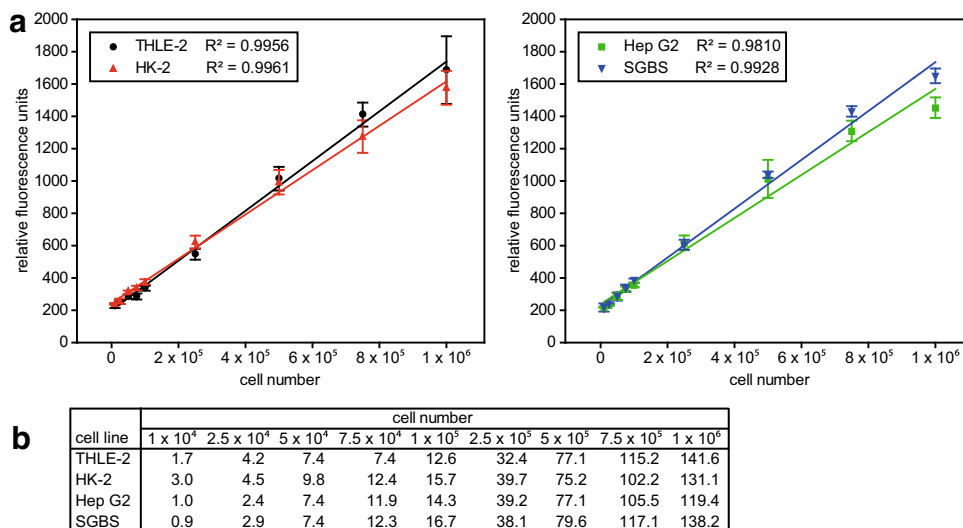 a
THLE-2 R² = 0.9956
HK-2 R² = 0.9961
relative fluorescence units
2000
1800
1600
1400
1200
1000
800
600
400
200
0
0 2 x 10⁵ 4 x 10⁵ 6 x 10⁵ 8 x 10⁵ 1 x 10⁶
cell number
Hep G2 R² = 0.9810
SGBS R² = 0.9928
relative fluorescence units
2000
1800
1600
1400
1200
1000
800
600
400
200
0
0 2 x 10⁵ 4 x 10⁵ 6 x 10⁵ 8 x 10⁵ 1 x 10⁶
cell number
b
cell number
cell line 1 x 10⁴ 2.5 x 10⁴ 5 x 10⁴ 7.5 x 10⁴ 1 x 10⁵ 2.5 x 10⁵ 5 x 10⁵ 7.5 x 10⁵ 1 x 10⁶
THLE-2 1.7 4.2 7.4 7.4 12.6 32.4 77.1 115.2 141.6
HK-2 3.0 4.5 9.8 12.4 15.7 39.7 75.2 102.2 131.1
Hep G2 1.0 2.4 7.4 11.9 14.3 39.2 77.1 105.5 119.4
SGBS 0.9 2.9 7.4 12.3 16.7 38.1 79.6 117.1 138.2